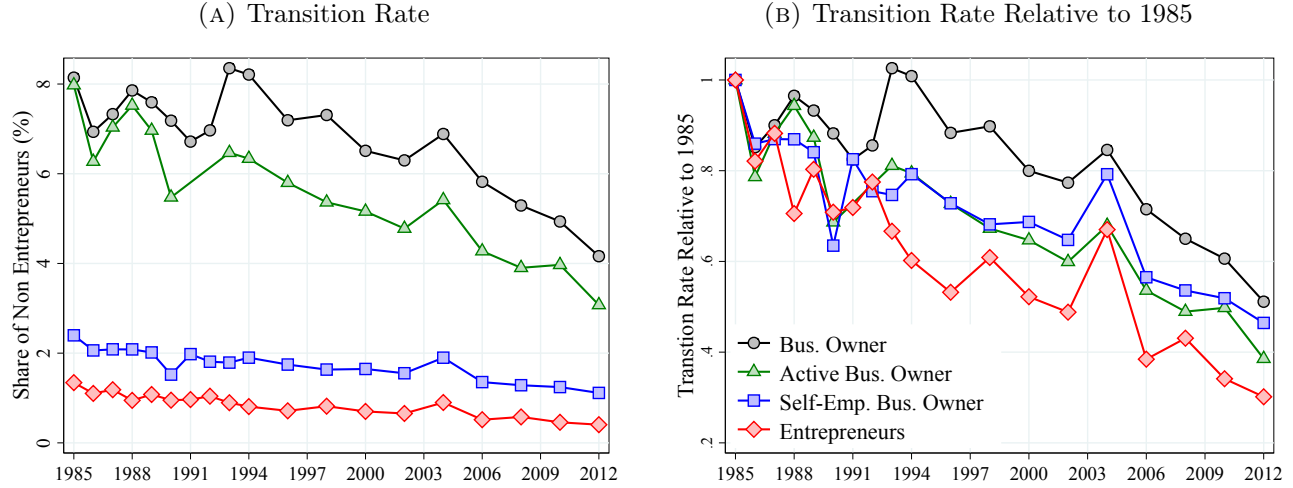 (A) Transition Rate
(B) Transition Rate Relative to 1985
Share of Non Entrepreneurs (%)
8
6
4
2
0
1985 1988 1991 1994 1997 2000 2003 2006 2009 2012
Transtion Rate Relative to 1985
1
.8
.6
.4
.2
Bus. Owner
Active Bus. Owner
Self-Emp. Bus. Owner
Entrepreneurs
1985 1988 1991 1994 1997 2000 2003 2006 2009 2012